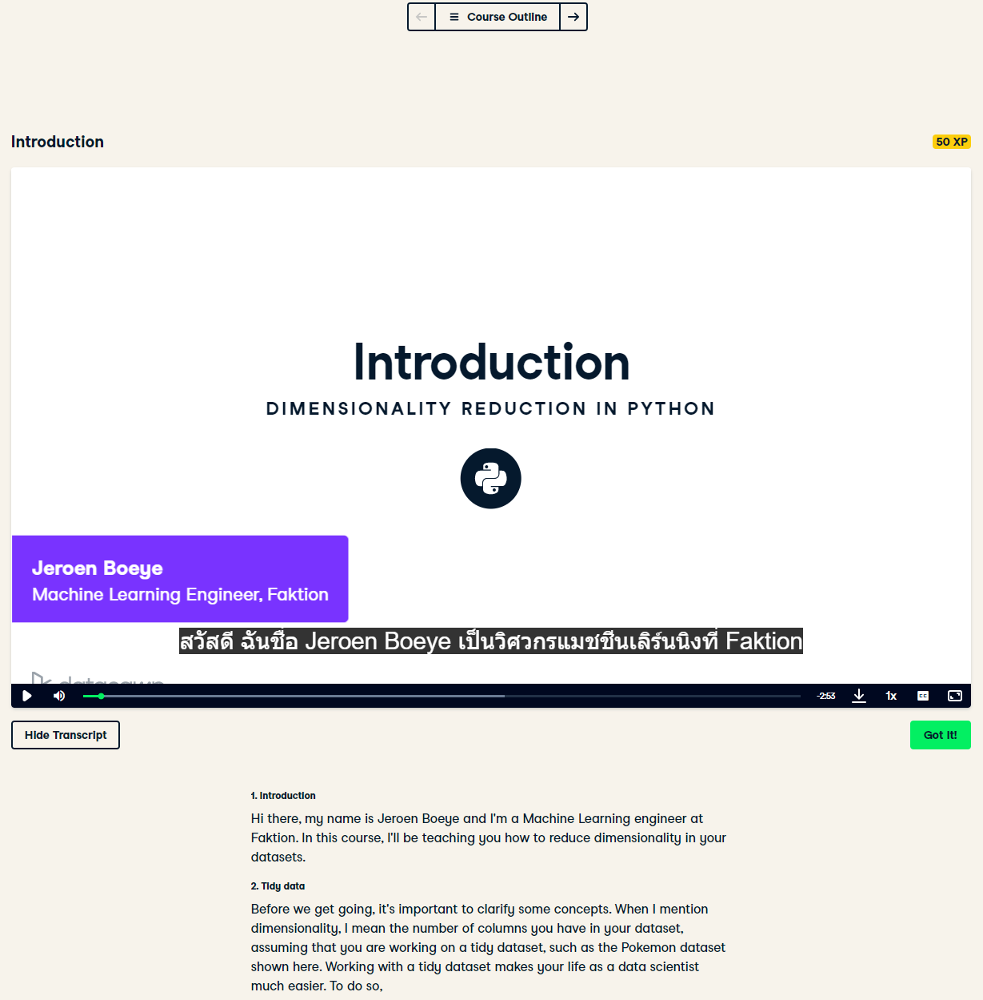 Course Outline
Introduction
50 XP
Introduction
DIMENSIONALITY REDUCTION IN PYTHON
Jeroen Boeye
Machine Learning Engineer, Faktion
สวัสดี ฉันชื่อ Jeroen Boeye เป็นวิศวกรแมชชีนเลิร์นนิงที่ Faktion
-2:53
1x
CC
Hide Transcript
Got it!
1. Introduction
Hi there, my name is Jeroen Boeye and I'm a Machine Learning engineer at
Faktion. In this course, I'll be teaching you how to reduce dimensionality in your
datasets.
2. Tidy data
Before we get going, it's important to clarify some concepts. When I mention
dimensionality, I mean the number of columns you have in your dataset,
assuming that you are working on a tidy dataset, such as the Pokemon dataset
shown here. Working with a tidy dataset makes your life as a data scientist
much easier. To do so,